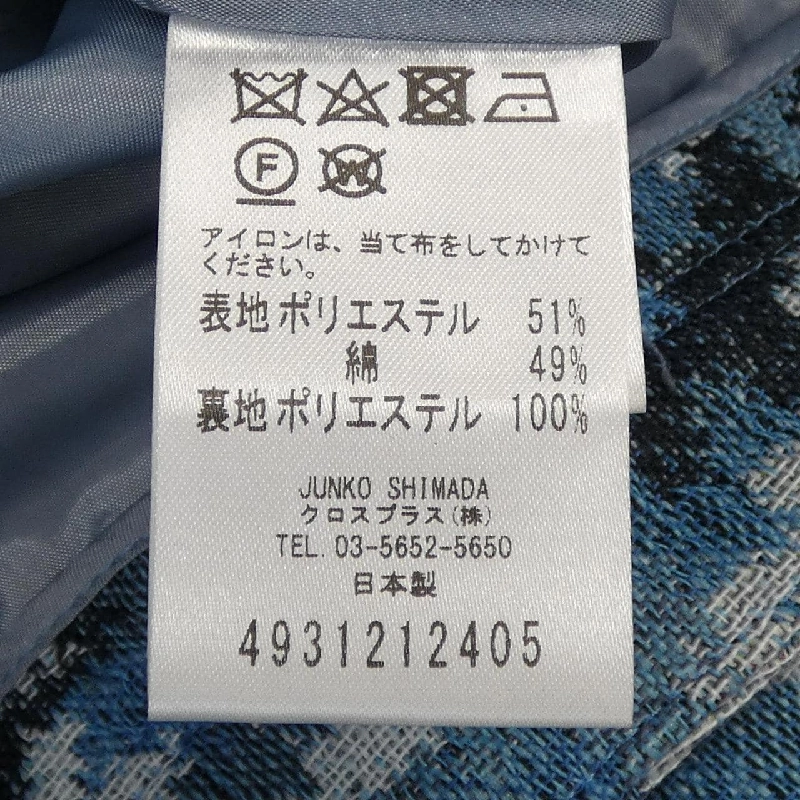 F W
アイロンは、当て布をしてかけて
ください。
表地 ポリエステル 51%
綿 49%
裏地 ポリエステル 100%
JUNKO SHIMADA
クロスプラス(株)
TEL. 03-5652-5650
日本製
4931212405